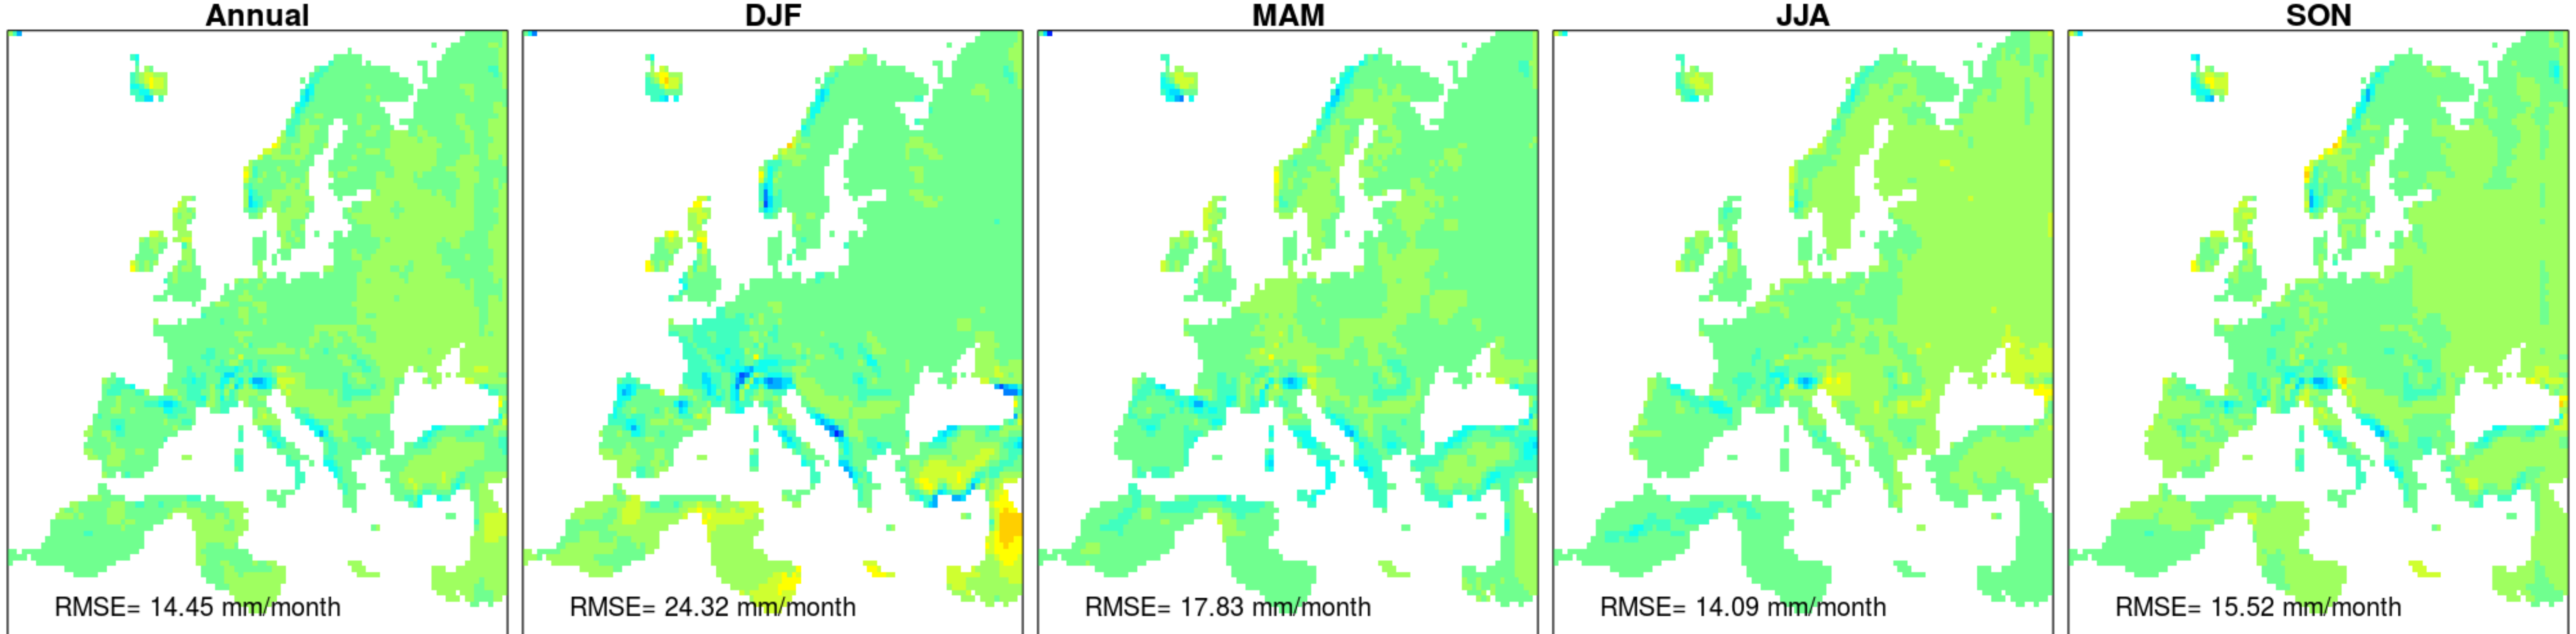 Annual
DJF
MAM
JJA
SON
RMSE= 14.45 mm/month
RMSE= 24.32 mm/month
RMSE= 17.83 mm/month
RMSE= 14.09 mm/month
RMSE= 15.52 mm/month